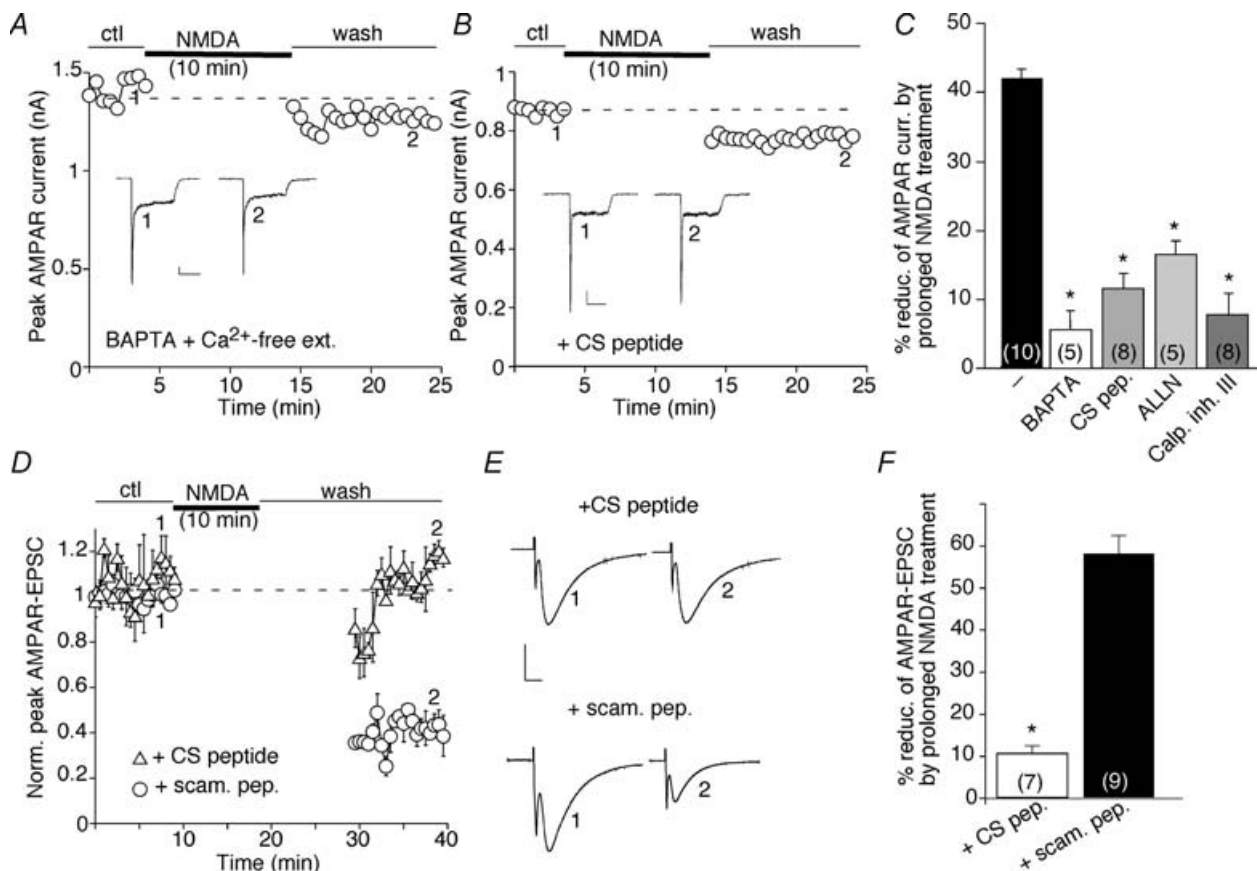 A
ctl
NMDA
wash
(10 min)
Peak AMPAR current (nA)
1.5
1
0.5
0
1
2
1
2
BAPTA + Ca²⁺-free ext.
0 5 10 15 20 25
Time (min)
B
ctl
NMDA
wash
(10 min)
Peak AMPAR current (nA)
1
0.8
0.6
0.4
0.2
0
1
2
1
2
+ CS peptide
5 10 15 20 25
Time (min)
C
% reduc. of AMPAR curr. by
prolonged NMDA treatment
50
40
30
20
10
0
* * * *
(10) (5) (8) (5) (8)
–
BAPTA
CS pep.
ALLN
Calp. inh. III
D
ctl
NMDA
wash
(10 min)
Norm. peak AMPAR-EPSC
1.2
1
0.8
0.6
0.4
0.2
1
1
2
2
+ CS peptide
+ scam. pep.
0 10 20 30 40
Time (min)
E
+CS peptide
1
2
+ scam. pep.
1
2
F
% reduc. of AMPAR-EPSC
by prolonged NMDA treatment
60
50
40
30
20
10
0
*
(7) (9)
+ CS pep.
+ scam. pep.